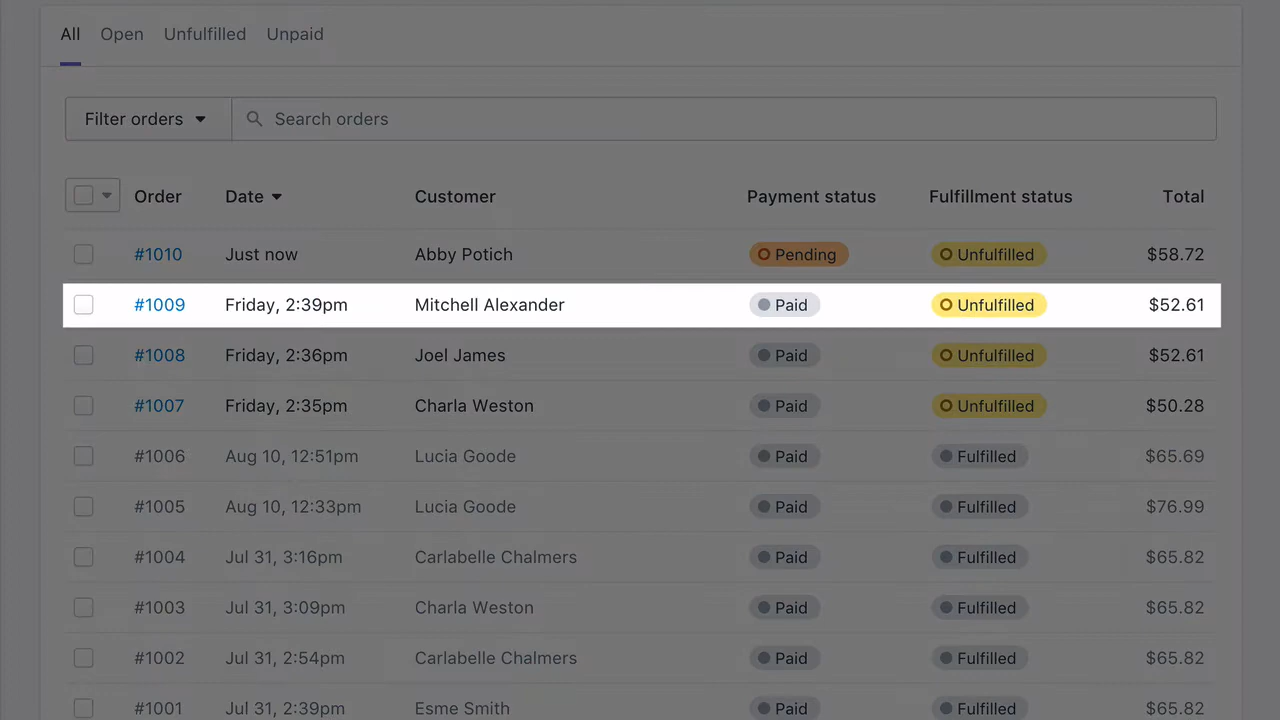 All Open Unfulfilled Unpaid
Filter orders Search orders
Order Date Customer Payment status Fulfillment status Total
#1010 Just now Abby Potich Pending Unfulfilled $58.72
#1009 Friday, 2:39pm Mitchell Alexander Paid Unfulfilled $52.61
#1008 Friday, 2:36pm Joel James Paid Unfulfilled $52.61
#1007 Friday, 2:35pm Charla Weston Paid Unfulfilled $50.28
#1006 Aug 10, 12:51pm Lucia Goode Paid Fulfilled $65.69
#1005 Aug 10, 12:33pm Lucia Goode Paid Fulfilled $76.99
#1004 Jul 31, 3:16pm Carlabelle Chalmers Paid Fulfilled $65.82
#1003 Jul 31, 3:09pm Charla Weston Paid Fulfilled $65.82
#1002 Jul 31, 2:54pm Carlabelle Chalmers Paid Fulfilled $65.82
#1001 Jul 31, 2:39pm Esme Smith Paid Fulfilled $65.82